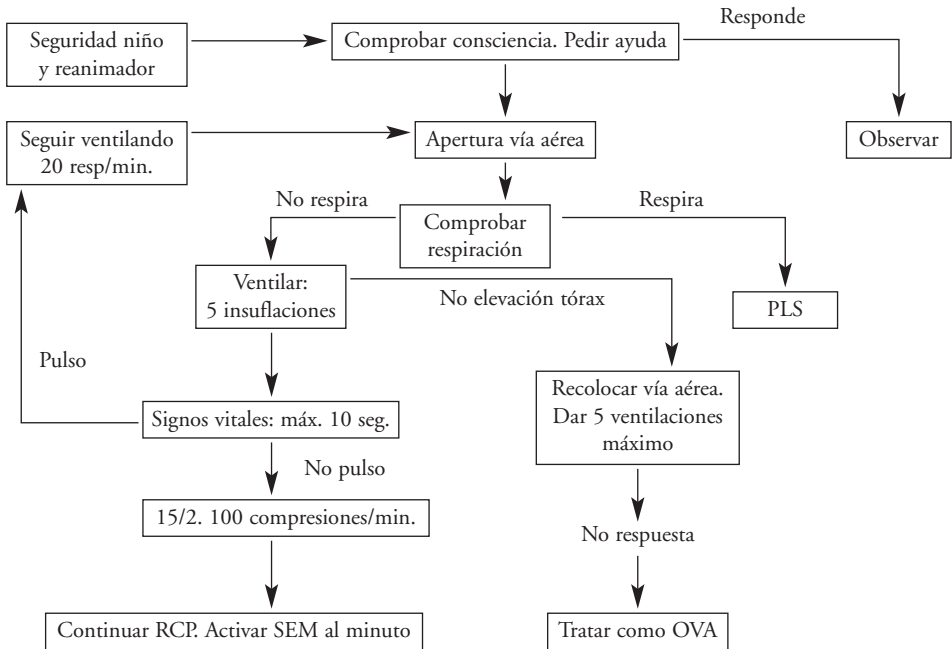 Responde
Seguridad niño
y reanimador
Comprobar consciencia. Pedir ayuda
Seguir ventilando
20 resp/min.
Apertura vía aérea
Observar
No respira
Respira
Comprobar
respiración
Ventilar:
5 insuflaciones
No elevación tórax
PLS
Pulso
Recolocar vía aérea.
Dar 5 ventilaciones
máximo
Signos vitales: máx. 10 seg.
No pulso
15/2. 100 compresiones/min.
No respuesta
Continuar RCP. Activar SEM al minuto
Tratar como OVA